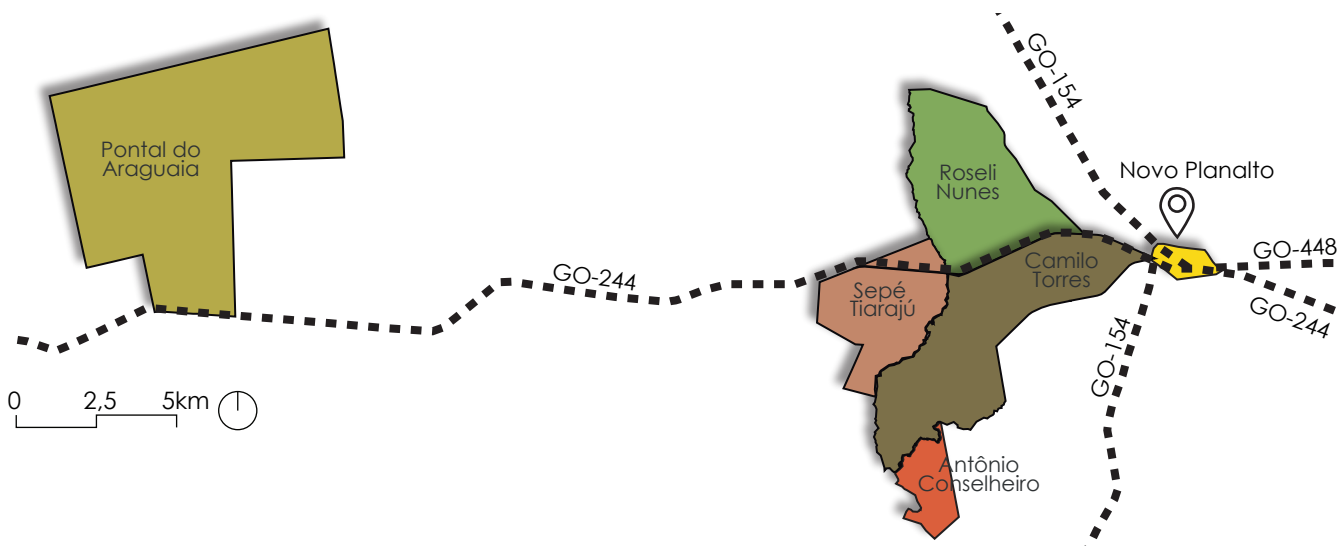 GO-154
Pontal do
Araguaia
Roseli
Nunes
Novo Planalto
GO-448
Camilo
Torres
GO-244
Sepé
Tiarajú
GO-244
GO-154
0 2,5 5km
Antônio
Conselheiro